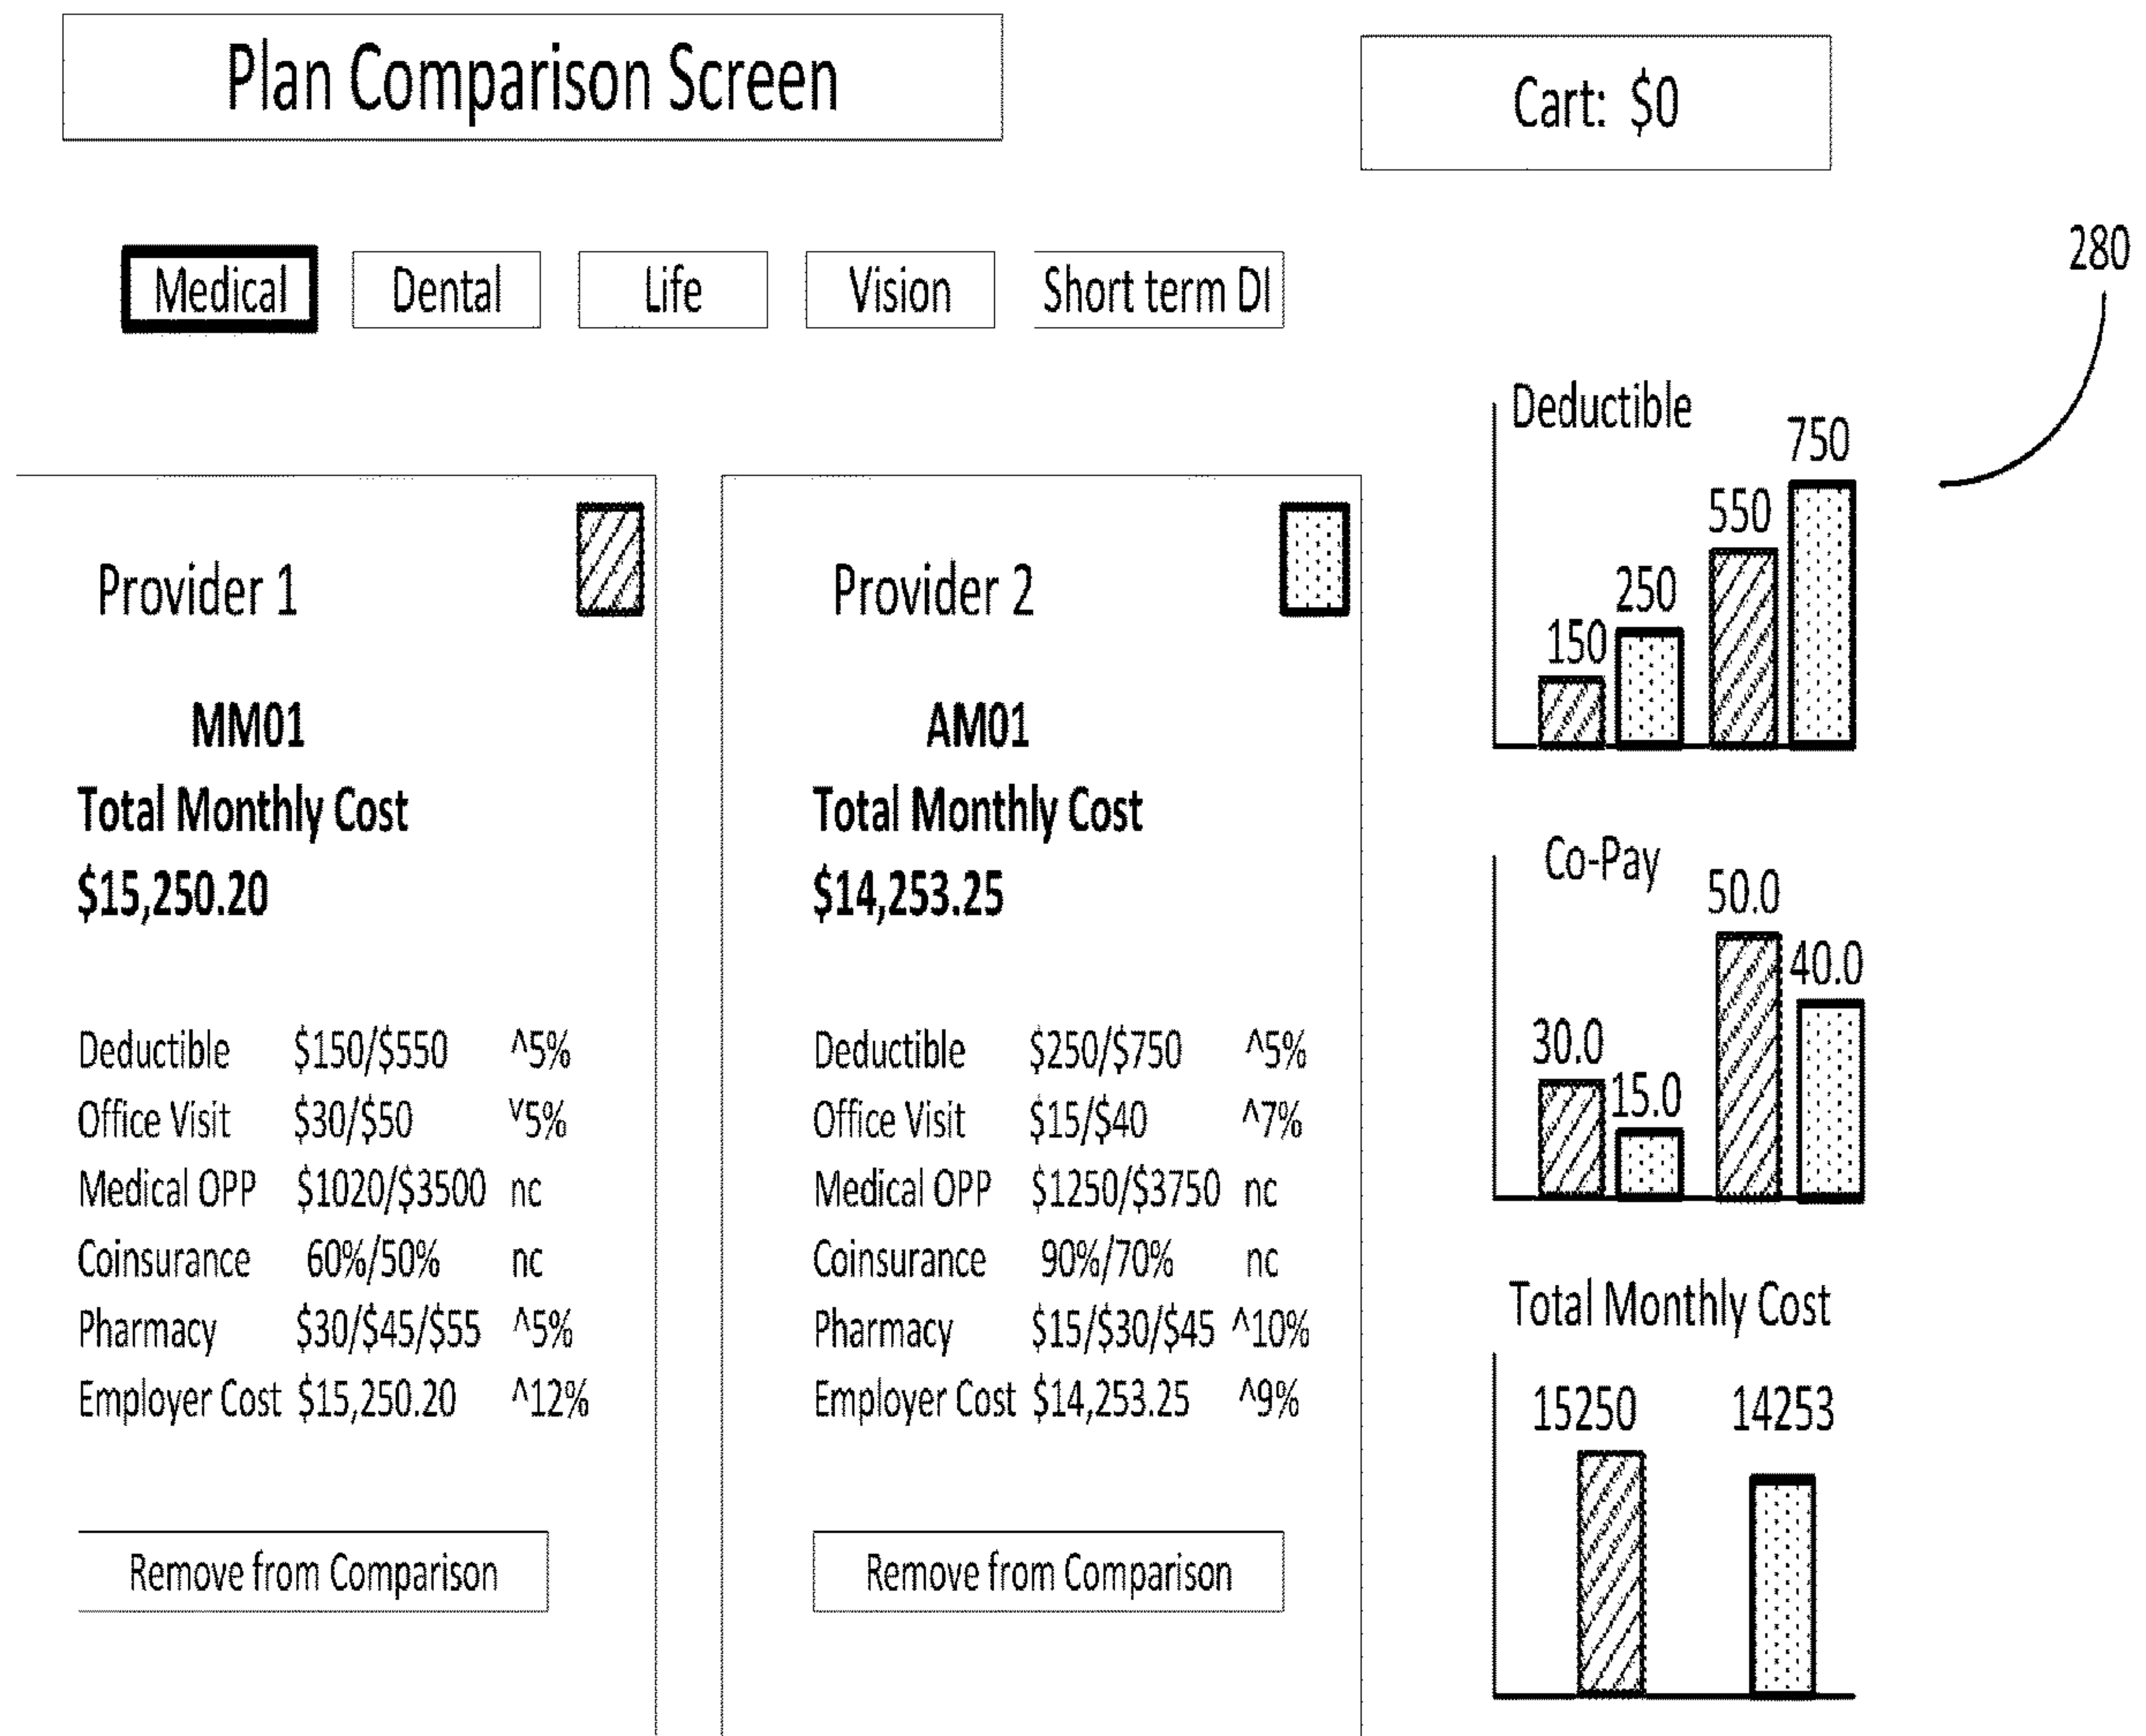 Plan Comparison Screen
Cart: $0
Medical
Dental
Life
Vision
Short term DI
280
Provider 1
MM01
Total Monthly Cost
$15,250.20
Deductible $150/$550 ^5%
Office Visit $30/$50 v5%
Medical OPP $1020/$3500 nc
Coinsurance 60%/50% nc
Pharmacy $30/$45/$55 ^5%
Employer Cost $15,250.20 ^12%
Remove from Comparison
Provider 2
AM01
Total Monthly Cost
$14,253.25
Deductible $250/$750 ^5%
Office Visit $15/$40 ^7%
Medical OPP $1250/$3750 nc
Coinsurance 90%/70% nc
Pharmacy $15/$30/$45 ^10%
Employer Cost $14,253.25 ^9%
Remove from Comparison
Deductible
150
250
550
750
Co-Pay
30.0
15.0
50.0
40.0
Total Monthly Cost
15250
14253